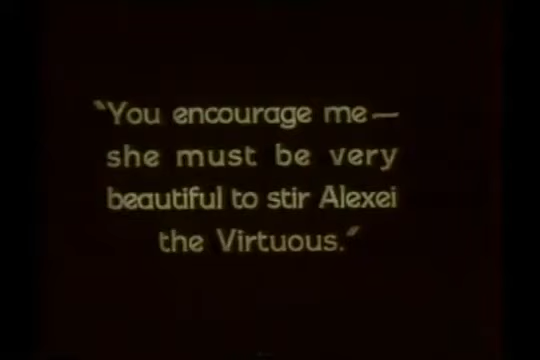 "You encourage me—
she must be very
beautiful to stir Alexei
the Virtuous."